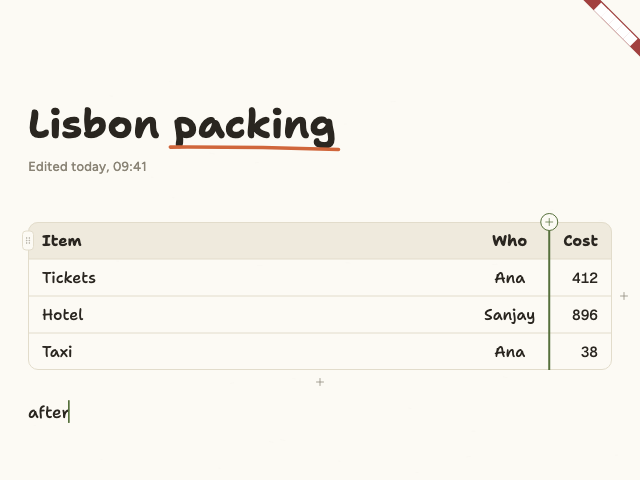 Lisbon packing
Edited today, 09:41
Item Who Cost
Tickets Ana 412
Hotel Sanjay 896
Taxi Ana 38
after